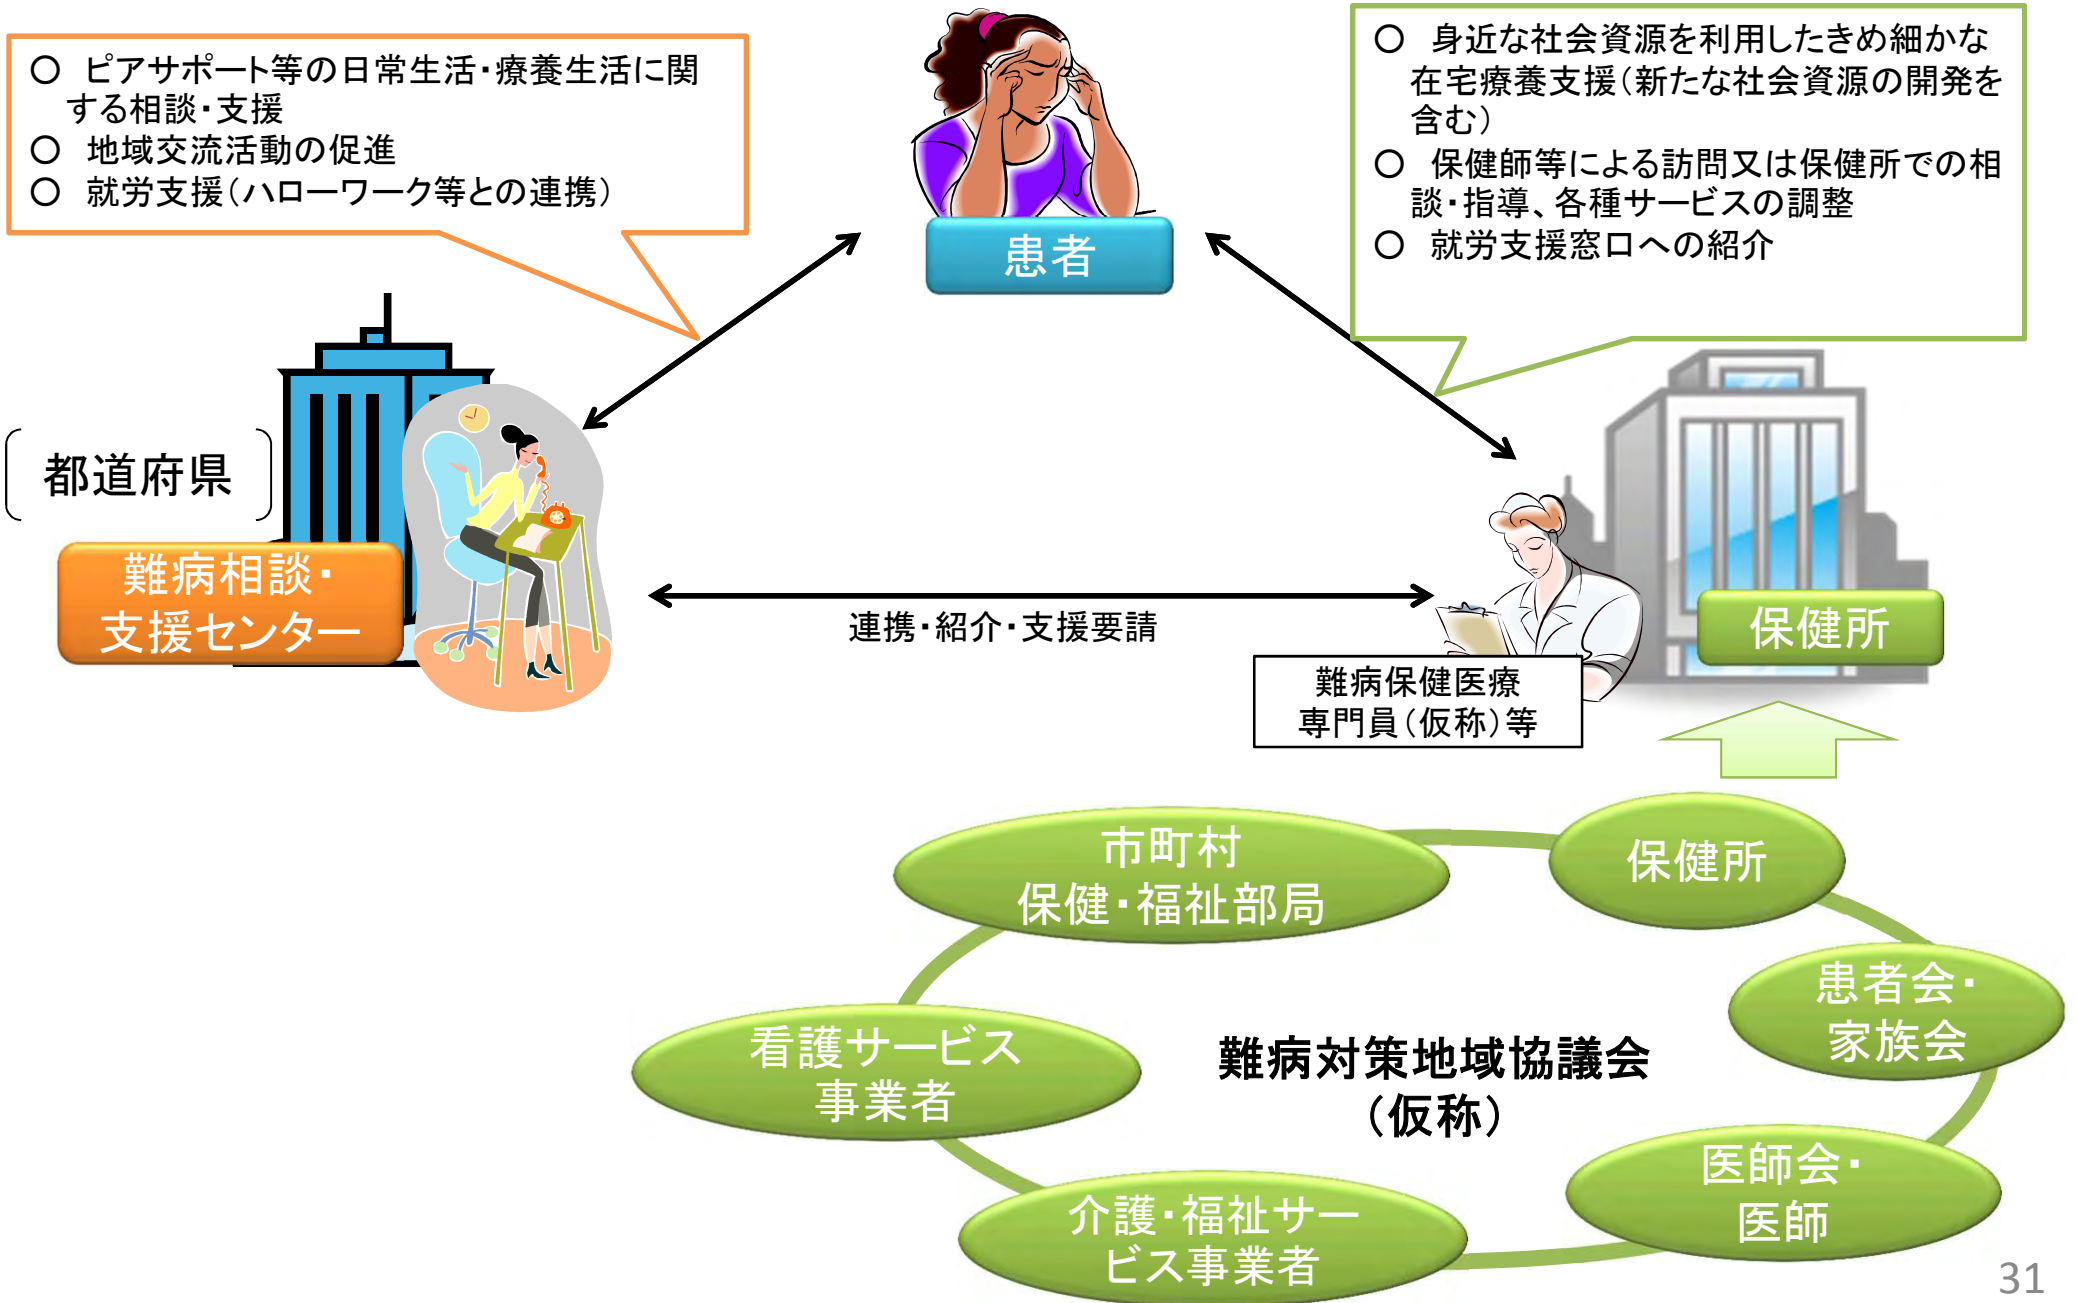 ○ ピアサポート等の日常生活・療養生活に関
する相談・支援
○ 地域交流活動の促進
○ 就労支援（ハローワーク等との連携）
○ 身近な社会資源を利用したきめ細かな
在宅療養支援（新たな社会資源の開発を
含む）
○ 保健師等による訪問又は保健所での相
談・指導、各種サービスの調整
○ 就労支援窓口への紹介
患者
都道府県
難病相談・
支援センター
連携・紹介・支援要請
保健所
難病保健医療
専門員（仮称）等
市町村
保健・福祉部局
保健所
患者会・
家族会
看護サービス
事業者
難病対策地域協議会
（仮称）
医師会・
医師
介護・福祉サー
ビス事業者
31